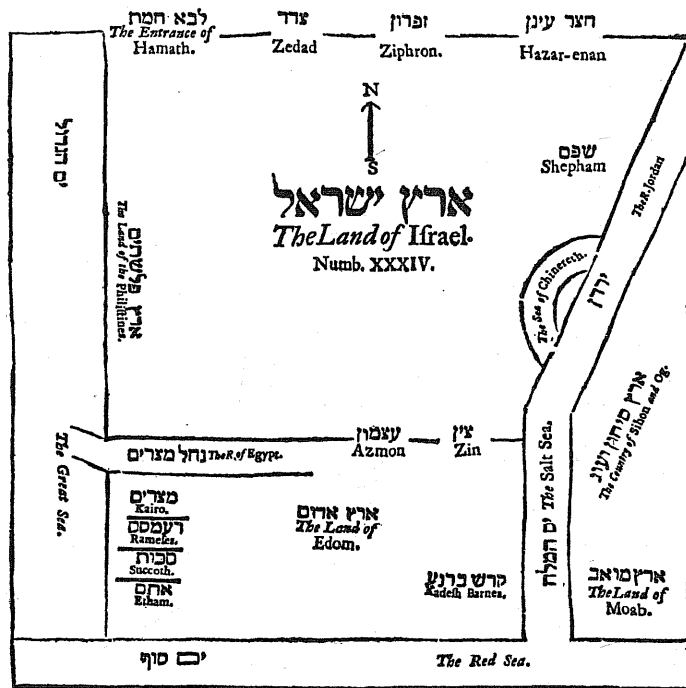 לבא חמת
The Entrance of
Hamath.
צדד
Zedad
זפרון
Ziphron.
חצר עינן
Hazar-enan
N
S
שפם
Shepham
ים הגדול
The R. Jordan
ירדן
ארץ ישראל
The Land of Israel.
Numb. XXXIV.
ארץ פלשתים
The Land of the Philistines.
The Sea of Chinereth.
ארץ סיחון ועוג
The Country of Sihon and Og.
The Great Sea.
נחל מצרים The R. of Egypt.
עצמון
Azmon
צין
Zin
ים המלח The Salt Sea.
מצרים
Kairo.
רעמסס
Rameses.
סכות
Succoth.
אתם
Etham.
ארץ אדום
The Land of
Edom.
קדש ברנע
Kadesh Barnea.
ארץ מואב
The Land of
Moab.
ים סוף
The Red Sea.